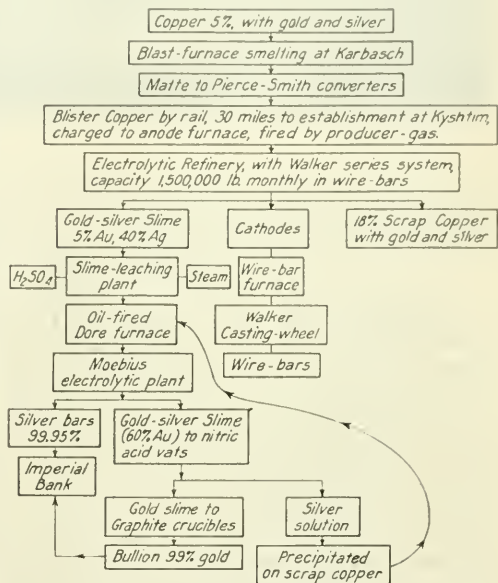 Copper 5%, with gold and silver
Blast-furnace smelting at Karbasch
Matte to Pierce-Smith converters
Blister Copper by rail, 30 miles to establishment at Kyshtim,
charged to anode furnace, fired by producer-gas.
Electrolytic Refinery, with Walker series system,
capacity 1,500,000 lb. monthly in wire-bars
Gold-silver Slime
5% Au, 40% Ag
Cathodes
18% Scrap Copper
with gold and silver
H2SO4
Slime-leaching
plant
Steam
Wire-bar
furnace
Oil-fired
Dore furnace
Walker
Casting-wheel
Moebius
electrolytic plant
Wire-bars
Silver bars
99.95%
Gold-silver Slime
(60% Au) to nitric
acid vats
Imperial
Bank
Gold slime to
Graphite crucibles
Silver
solution
Bullion 99% gold
Precipitated
on scrap copper